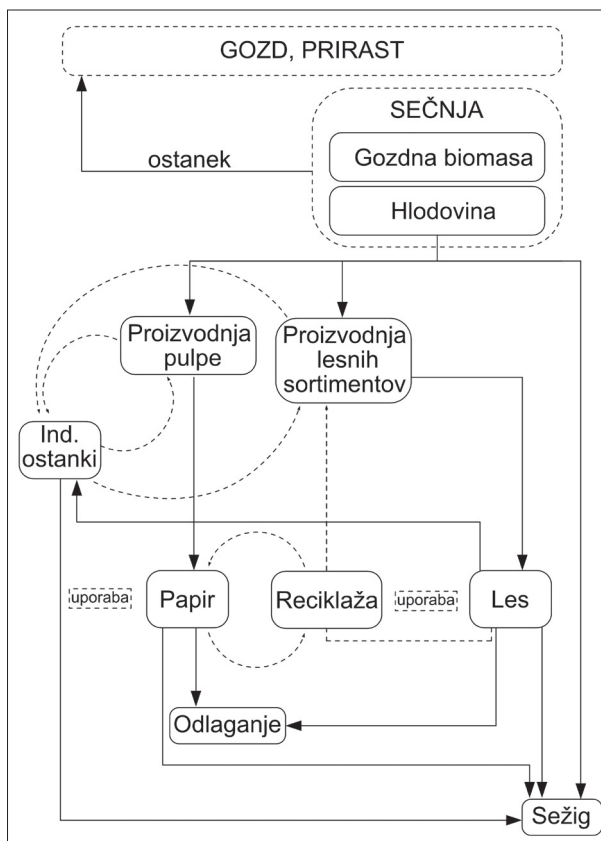 GOZD, PRIRAST
SEČNJA
Gozdna biomasa
ostanek
Hlodovina
Proizvodnja
pulpe
Proizvodnja
lesnih
sortimentov
Ind.
ostanki
uporaba
Papir
Reciklaža
uporaba
Les
Odlaganje
Sežig